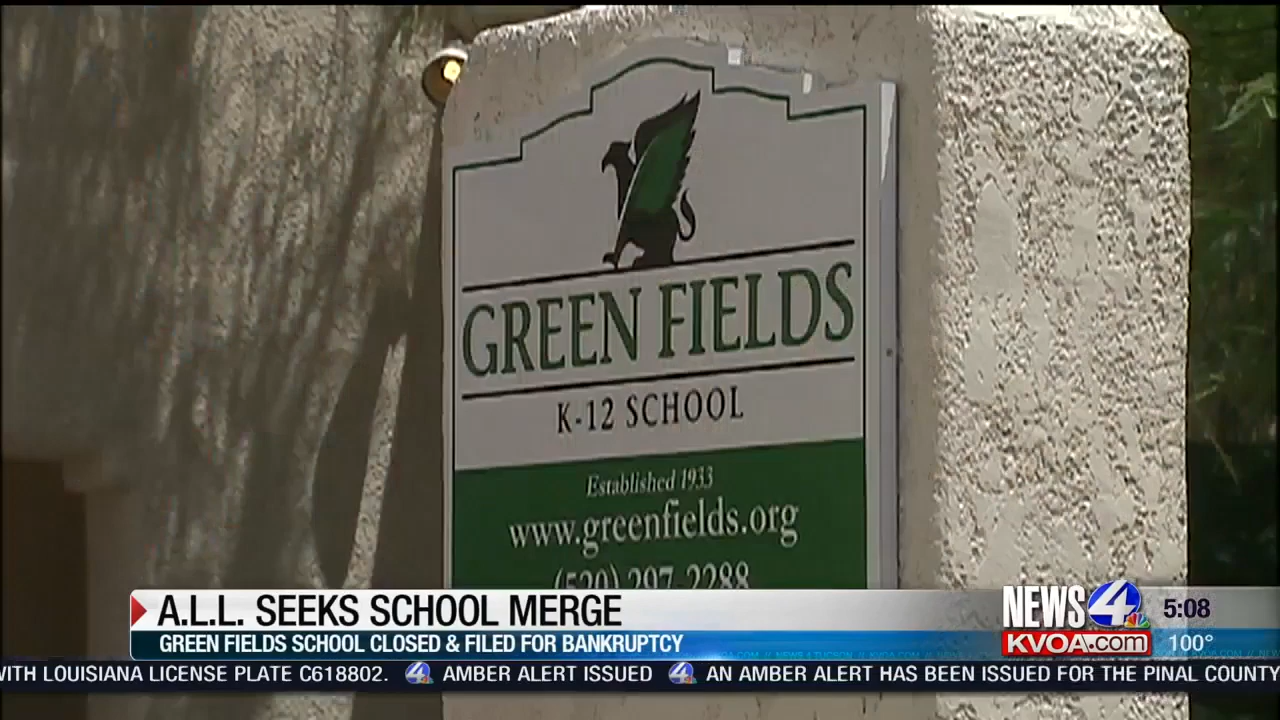 GREEN FIELDS
K-12 SCHOOL
Established 1933
www.greenfields.org
(520) 297-2288
A.L.L. SEEKS SCHOOL MERGE
GREEN FIELDS SCHOOL CLOSED & FILED FOR BANKRUPTCY
NEWS 4
KVOA.com
5:08
100°
WITH LOUISIANA LICENSE PLATE C618802. 4 AMBER ALERT ISSUED 4 AN AMBER ALERT HAS BEEN ISSUED FOR THE PINAL COUNTY